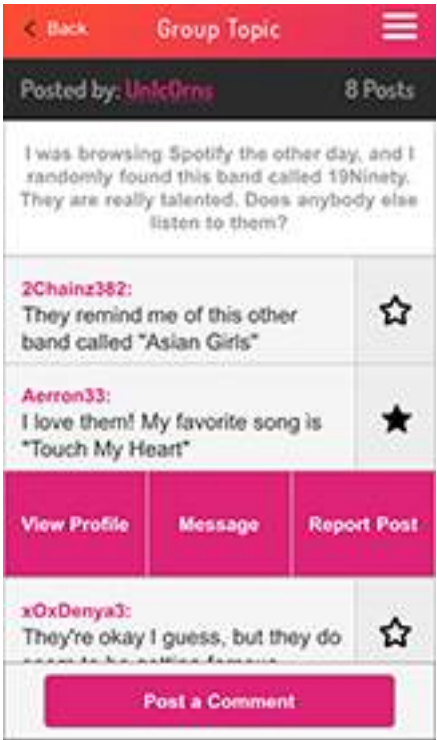 Back Group Topic
Posted by: Un1c0rns 8 Posts
I was browsing Spotify the other day, and I
randomly found this band called 19Ninety.
They are really talented. Does anybody else
listen to them?
2Chainz382:
They remind me of this other
band called "Asian Girls"
Aerron33:
I love them! My favorite song is
"Touch My Heart"
View Profile Message Report Post
xOxDenya3:
They're okay I guess, but they do
Post a Comment